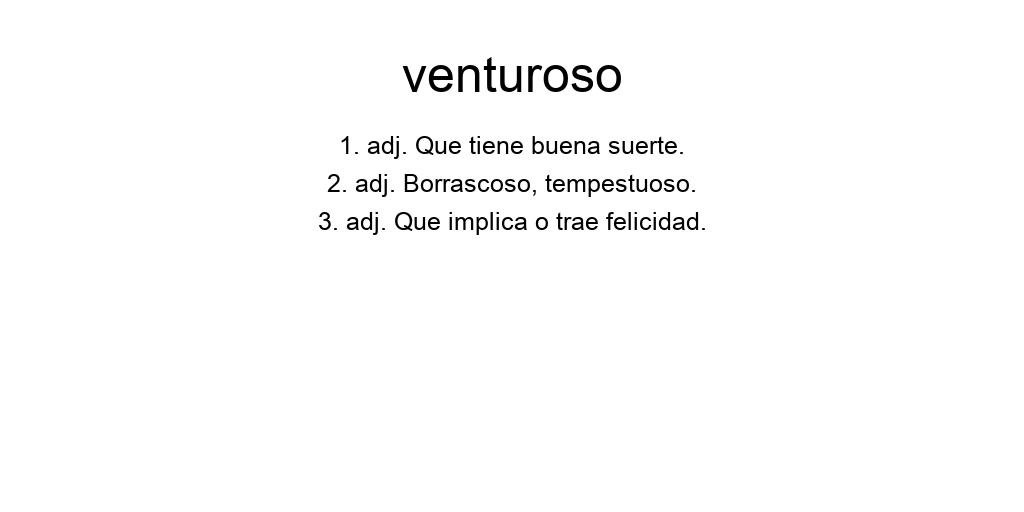 venturoso
1. adj. Que tiene buena suerte.
2. adj. Borrascoso, tempestuoso.
3. adj. Que implica o trae felicidad.